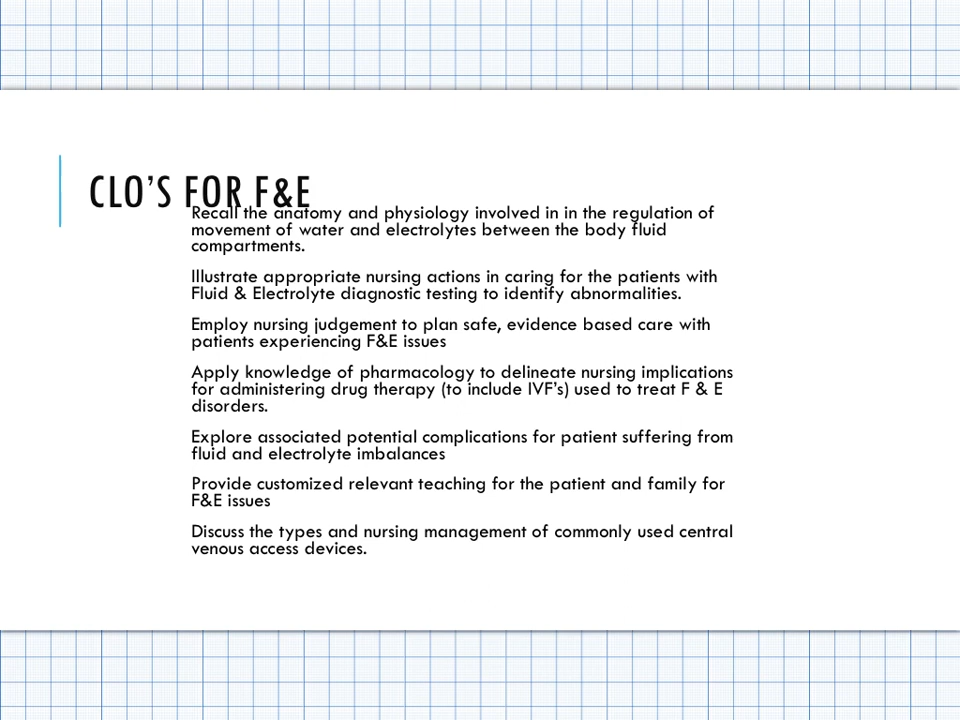 CLO'S FOR F&E
Recall the anatomy and physiology involved in in the regulation of
movement of water and electrolytes between the body fluid
compartments.
Illustrate appropriate nursing actions in caring for the patients with
Fluid & Electrolyte diagnostic testing to identify abnormalities.
Employ nursing judgement to plan safe, evidence based care with
patients experiencing F&E issues
Apply knowledge of pharmacology to delineate nursing implications
for administering drug therapy (to include IVF's) used to treat F & E
disorders.
Explore associated potential complications for patient suffering from
fluid and electrolyte imbalances
Provide customized relevant teaching for the patient and family for
F&E issues
Discuss the types and nursing management of commonly used central
venous access devices.